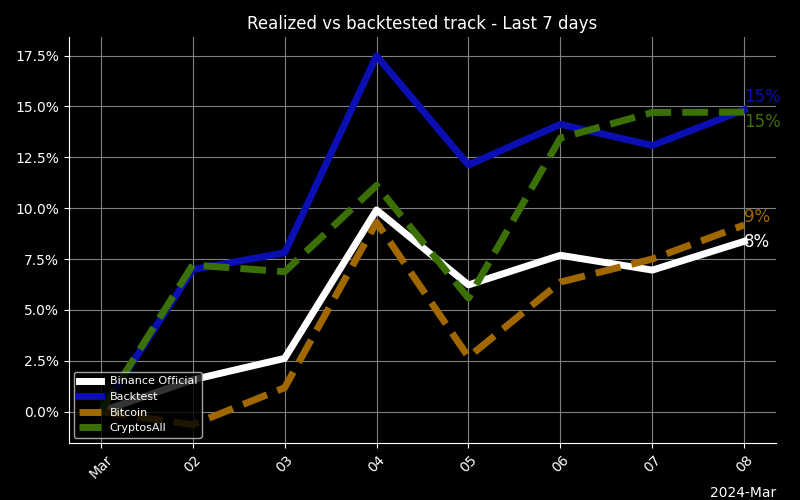 Realized vs backtested track - Last 7 days
17.5%
15.0%
12.5%
10.0%
7.5%
5.0%
2.5%
0.0%
15%
15%
9%
8%
Binance Official
Backtest
Bitcoin
CryptosAll
Mar
02
03
04
05
06
07
08
2024-Mar